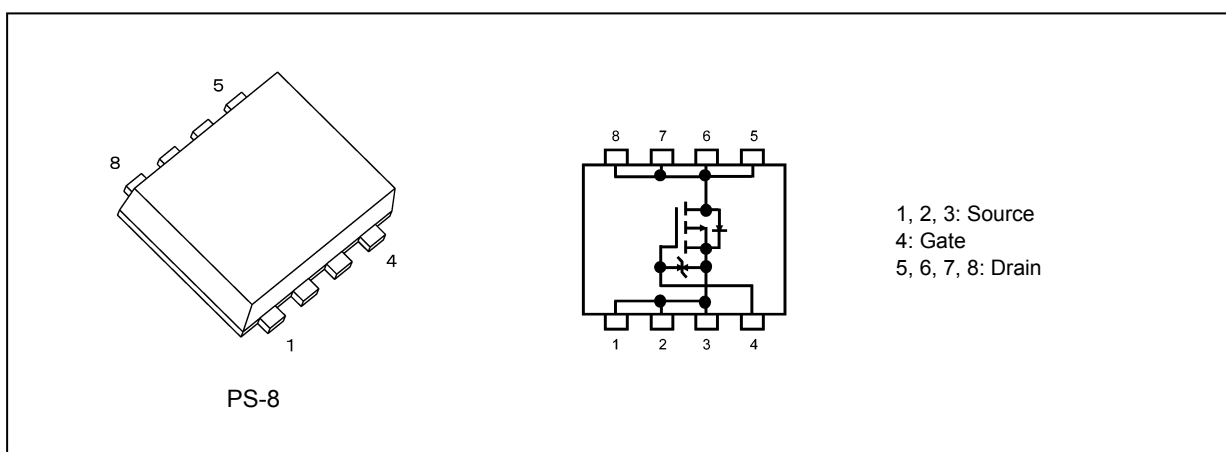 5
8
4
1
PS-8
8 7 6 5
1 2 3 4
1, 2, 3: Source
4: Gate
5, 6, 7, 8: Drain